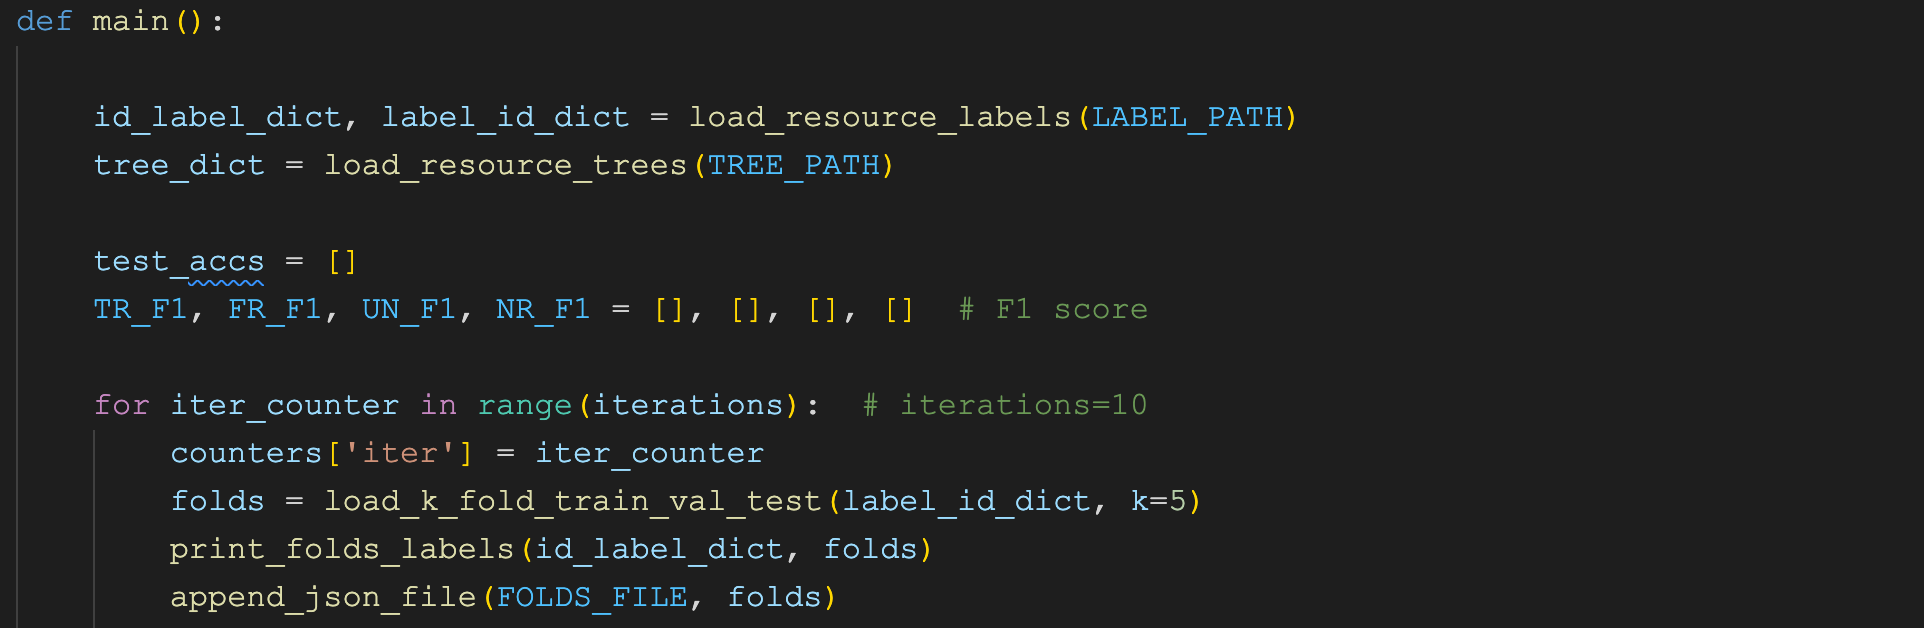 def main():
id_label_dict, label_id_dict = load_resource_labels(LABEL_PATH)
tree_dict = load_resource_trees(TREE_PATH)
test_accs = []
TR_F1, FR_F1, UN_F1, NR_F1 = [], [], [], []  # F1 score
for iter_counter in range(iterations):  # iterations=10
counters['iter'] = iter_counter
folds = load_k_fold_train_val_test(label_id_dict, k=5)
print_folds_labels(id_label_dict, folds)
append_json_file(FOLDS_FILE, folds)